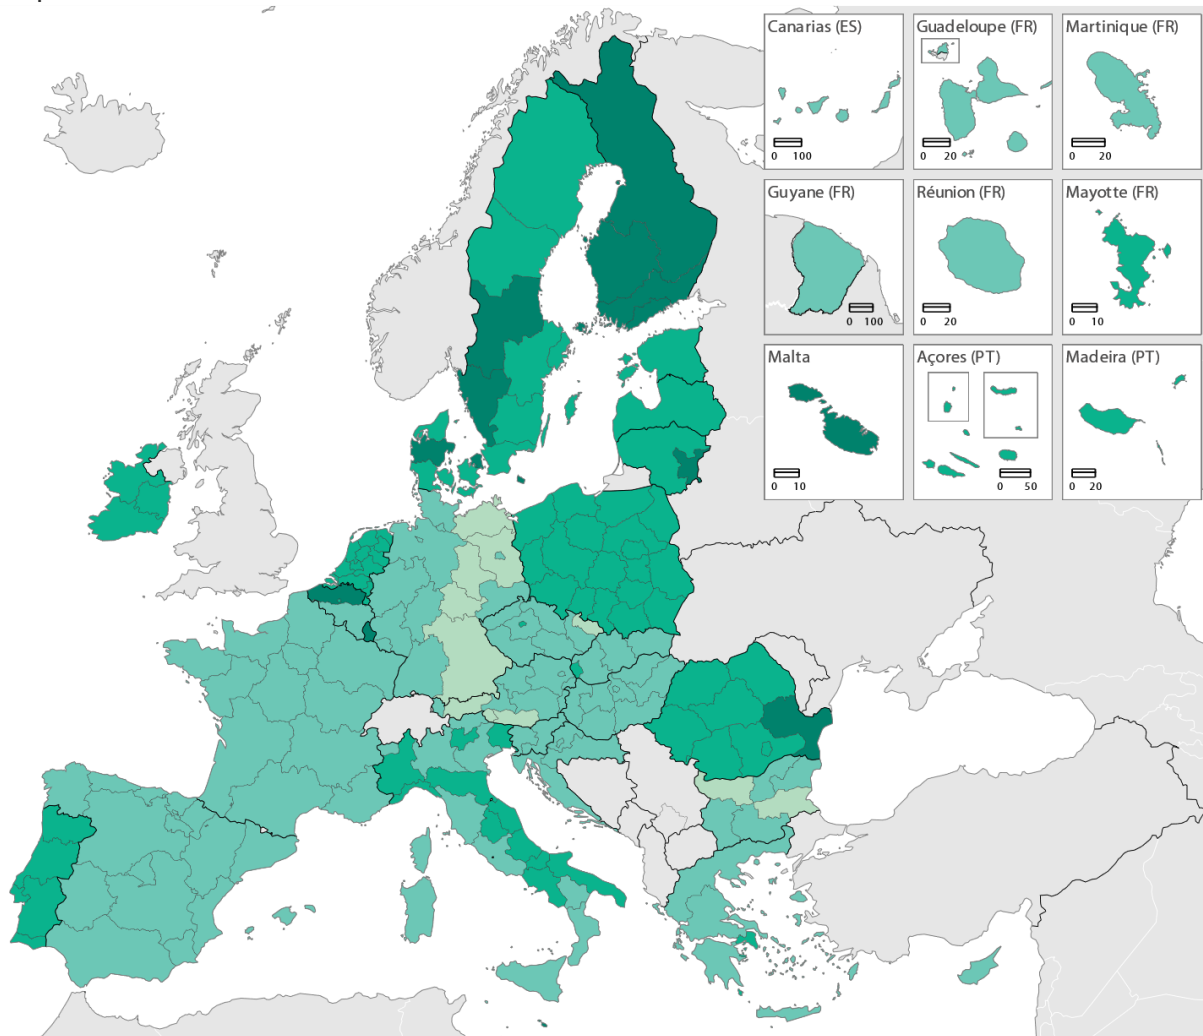 Canarias (ES)
0 100
Guadeloupe (FR)
0 20
Martinique (FR)
0 20
Guyane (FR)
0 100
Réunion (FR)
0 20
Mayotte (FR)
0 10
Malta
0 10
Açores (PT)
0 50
Madeira (PT)
0 20